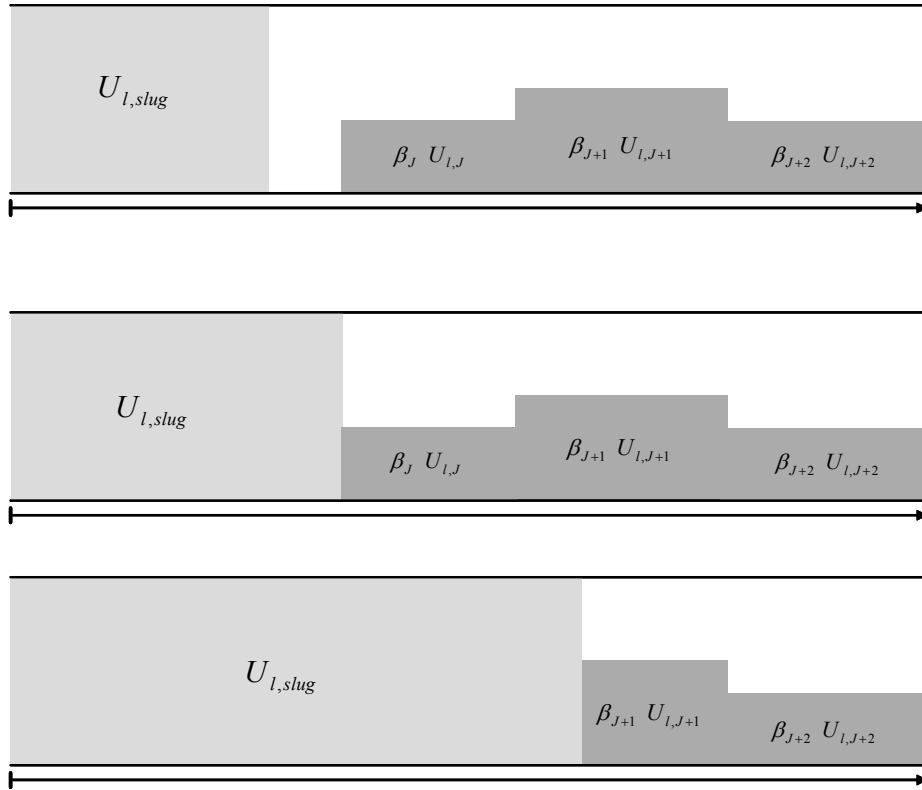 U_{l,slug}
β_J U_{l,J} β_{J+1} U_{l,J+1} β_{J+2} U_{l,J+2}
U_{l,slug}
β_J U_{l,J} β_{J+1} U_{l,J+1} β_{J+2} U_{l,J+2}
U_{l,slug}
β_{J+1} U_{l,J+1} β_{J+2} U_{l,J+2}